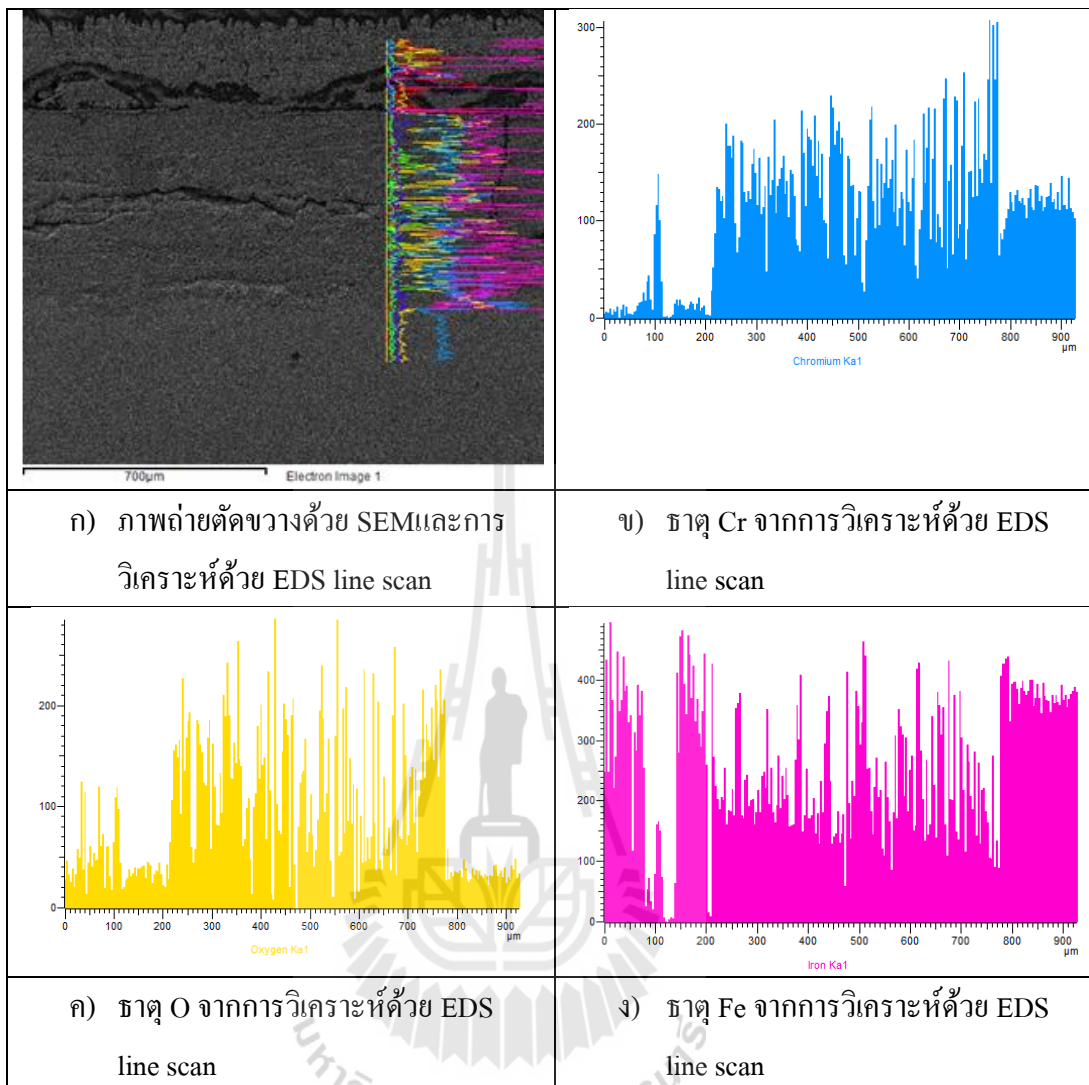 700µm Electron Image 1
300
200
100
0
0 100 200 300 400 500 600 700 800 900
µm
Chromium Ka1
ก) ภาพถ่ายตัดขวางด้วย SEMและการ
วิเคราะห์ด้วย EDS line scan
ข) ธาตุ Cr จากการวิเคราะห์ด้วย EDS
line scan
200
100
0
0 100 200 300 400 500 600 700 800 900
µm
Oxygen Ka1
400
300
200
100
0
0 100 200 300 400 500 600 700 800 900
µm
Iron Ka1
ค) ธาตุ O จากการวิเคราะห์ด้วย EDS
line scan
ง) ธาตุ Fe จากการวิเคราะห์ด้วย EDS
line scan